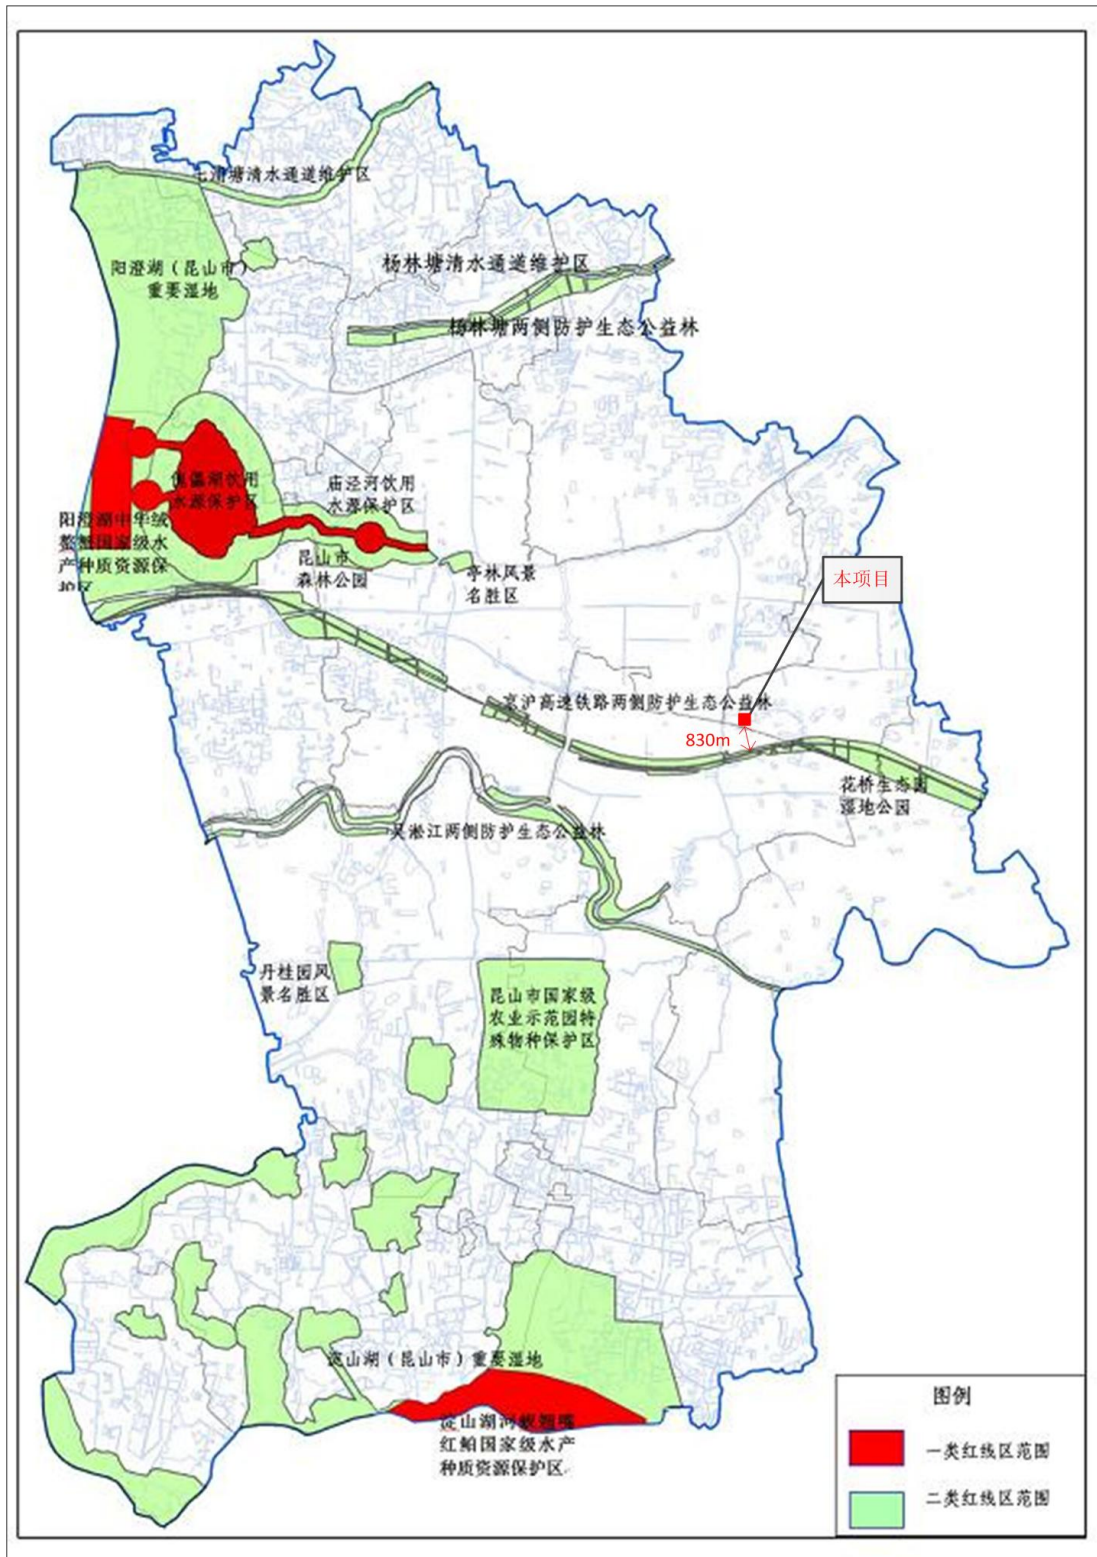 七浦塘清水通道维护区
阳澄湖（昆山市）
重要湿地
杨林塘清水通道维护区
杨林塘两侧防护生态公益林
傀儡湖饮用
水源保护区
庙泾河饮用
水源保护区
阳澄湖中华绒
螯蟹国家级水
产种质资源保
护区
昆山市
森林公园
亭林风景
名胜区
本项目
京沪高速铁路两侧防护生态公益林
830m
花桥生态园
湿地公园
吴淞江两侧防护生态公益林
丹桂园风
景名胜区
昆山市国家级
农业示范园特
殊物种保护区
淀山湖（昆山市）重要湿地
淀山湖河蚬翘嘴
红鲌国家级水产
种质资源保护区
图例
一类红线区范围
二类红线区范围